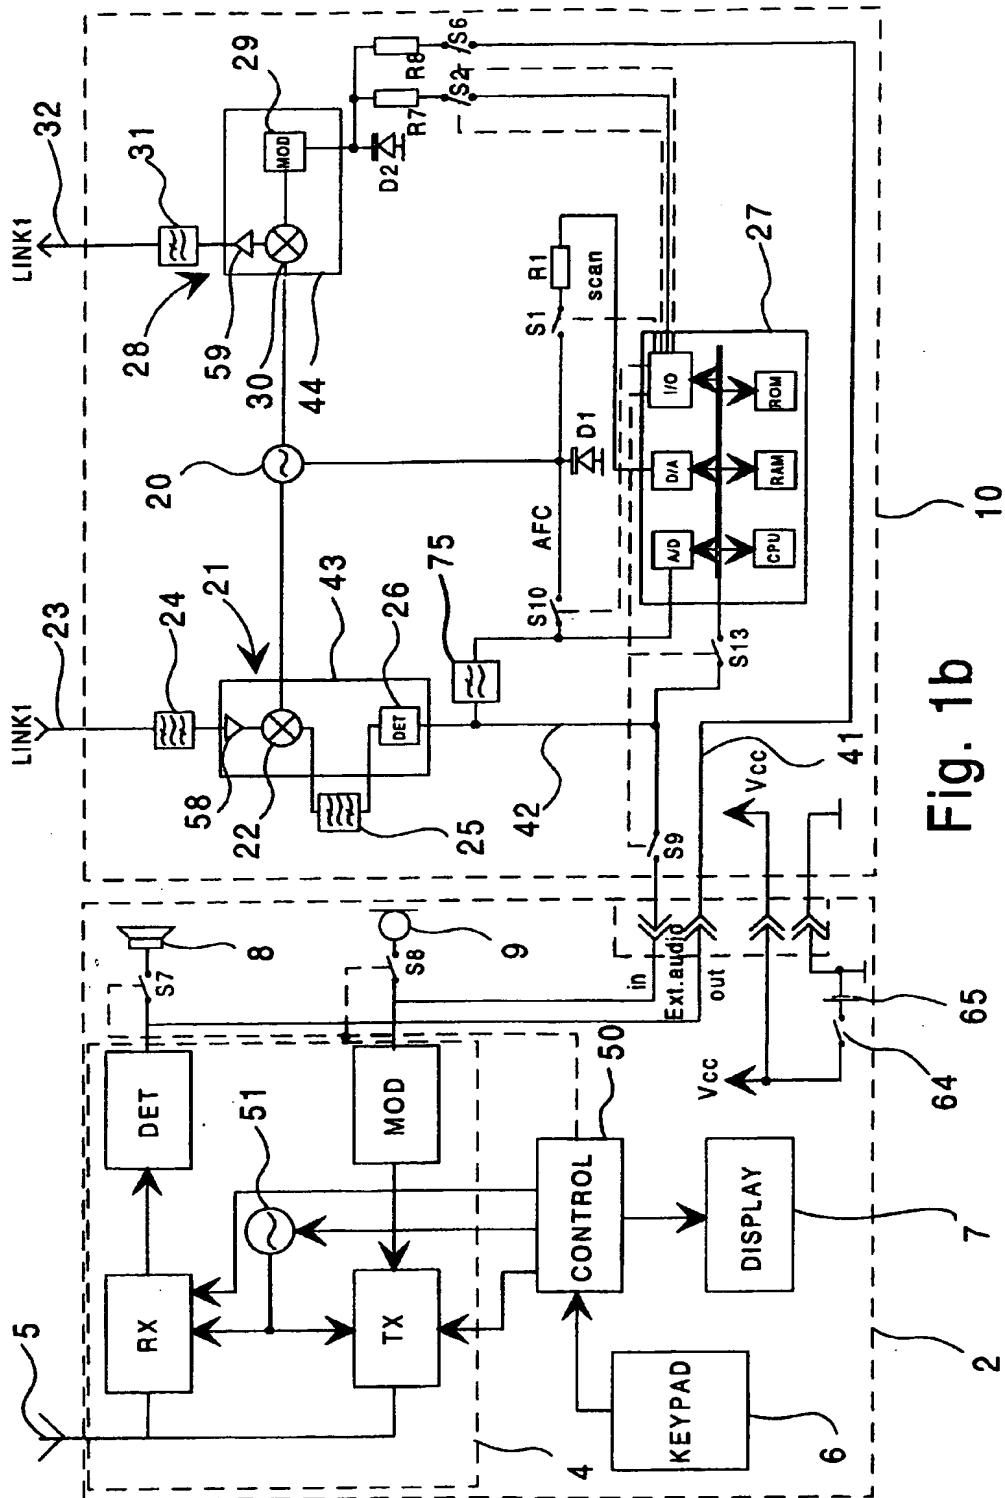 5
RX
DET
S7
8
51
TX
MOD
S8
9
4
KEYPAD
6
CONTROL
50
DISPLAY
7
2
in
Ext.audio
out
Vcc
64
65
LINK1
23
24
21
58
22
43
25
DET
26
42
75
S9
S10
AFC
20
LINK1
32
31
28
59
30
44
MOD
29
D2
R7
R8
S2
S6
S1
R1
scan
D1
A/D
D/A
I/O
CPU
RAM
ROM
27
S13
41
Vcc
10
Fig. 1b